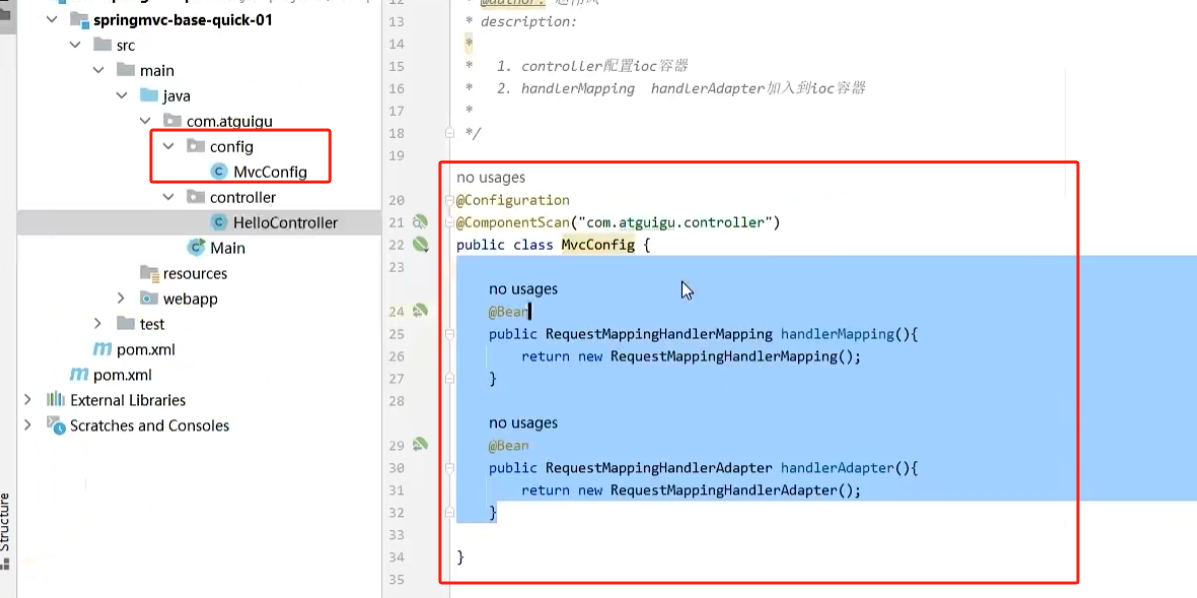 springmvc-base-quick-01
src
main
java
com.atguigu
config
MvcConfig
controller
HelloController
Main
resources
webapp
test
pom.xml
pom.xml
External Libraries
Scratches and Consoles
Structure
12 * @author:
13 * description:
14 *
15 * 1. controller配置ioc容器
16 * 2. handlerMapping handlerAdapter加入到ioc容器
17 *
18 */
19
no usages
20 @Configuration
21 @ComponentScan("com.atguigu.controller")
22 public class MvcConfig {
23
no usages
24 @Bean
25 public RequestMappingHandlerMapping handlerMapping(){
26 return new RequestMappingHandlerMapping();
27 }
28
no usages
29 @Bean
30 public RequestMappingHandlerAdapter handlerAdapter(){
31 return new RequestMappingHandlerAdapter();
32 }
33
34 }
35